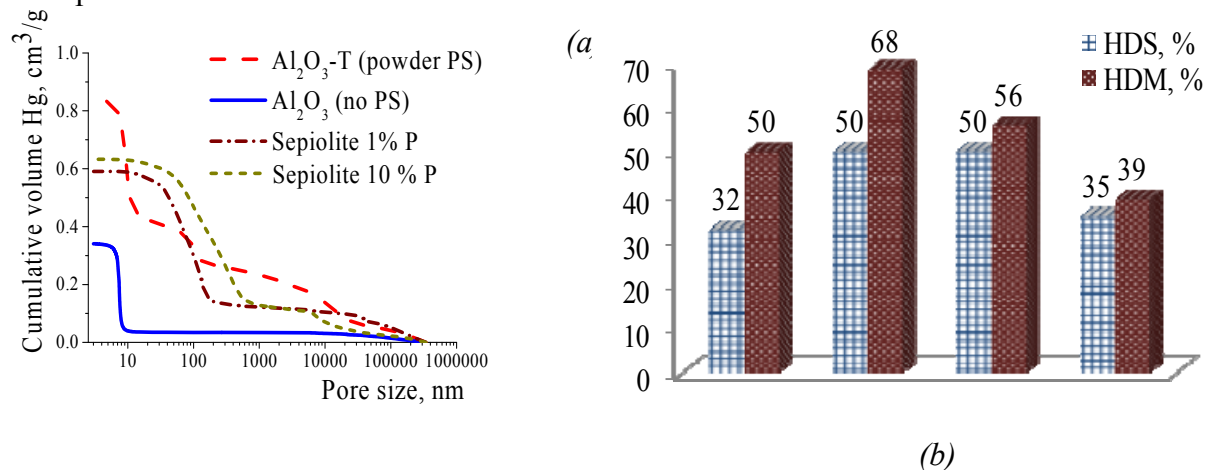 Cumulative volume Hg, cm³/g
1.0
0.8
0.6
0.4
0.2
0.0
10
100
1000
10000
100000
1000000
Pore size, nm
Al₂O₃-T (powder PS)
Al₂O₃ (no PS)
Sepiolite 1% P
Sepiolite 10 % P
(a
HDS, %
HDM, %
70
60
50
40
30
20
10
0
32
50
50
68
50
56
35
39
(b)